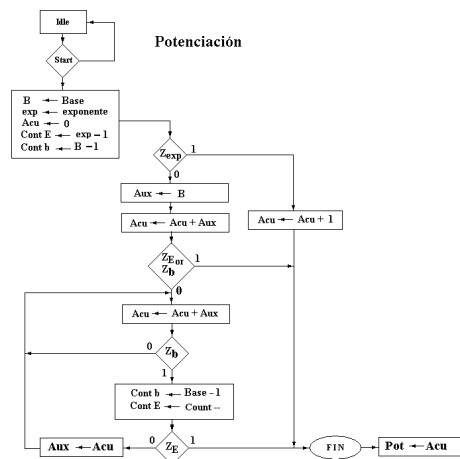 Idle
Potenciación
Start
B ← Base
exp ← exponente
Acu ← 0
Cont E ← exp – 1
Cont b ← B – 1
Zexp
1
0
Aux ← B
Acu ← Acu + Aux
Acu ← Acu + 1
ZE or
Zb
1
0
Acu ← Acu + Aux
0
Zb
1
Cont b ← Base – 1
Cont E ← Count --
Aux ← Acu
0
ZE
1
FIN
Pot ← Acu